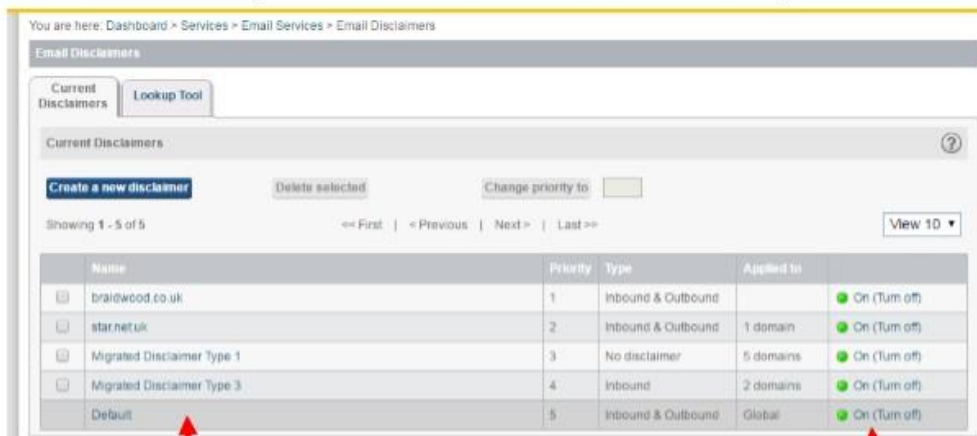 You are here: Dashboard > Services > Email Services > Email Disclaimers
Email Disclaimers
Current Disclaimers
Lookup Tool
Current Disclaimers ?
Create a new disclaimer Delete selected Change priority to
Showing 1 - 5 of 5 << First | < Previous | Next > | Last >> View 10
Name Priority Type Applied to
braidwood.co.uk 1 Inbound & Outbound On (Turn off)
star.net.uk 2 Inbound & Outbound 1 domain On (Turn off)
Migrated Disclaimer Type 1 3 No disclaimer 5 domains On (Turn off)
Migrated Disclaimer Type 3 4 Inbound 2 domains On (Turn off)
Default 5 Inbound & Outbound Global On (Turn off)